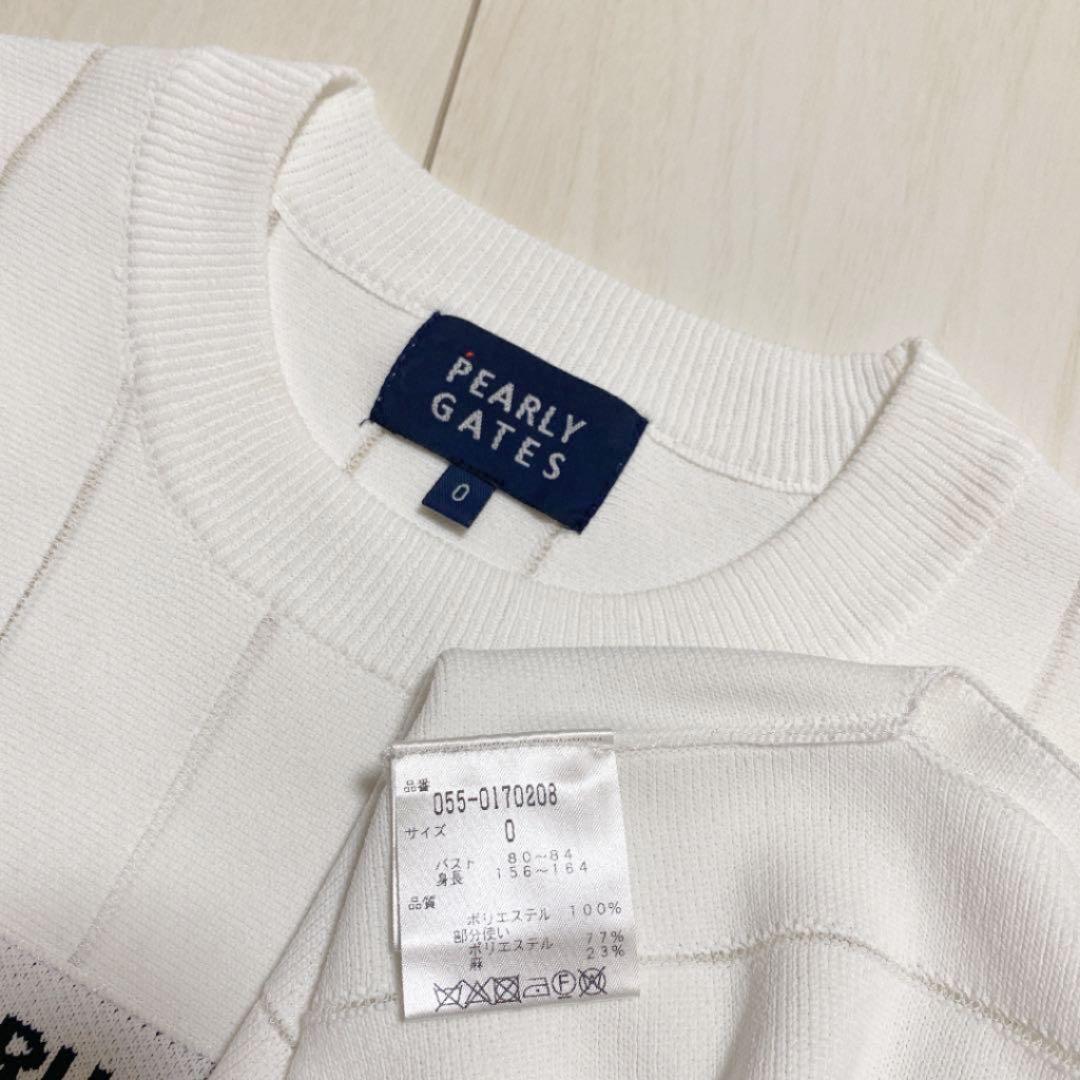 PEARLY
GATES
0
品番
055-0170208
サイズ 0
バスト 80~84
身長 156~164
品質
ポリエステル 100%
部分使い
ポリエステル 77%
麻 23%